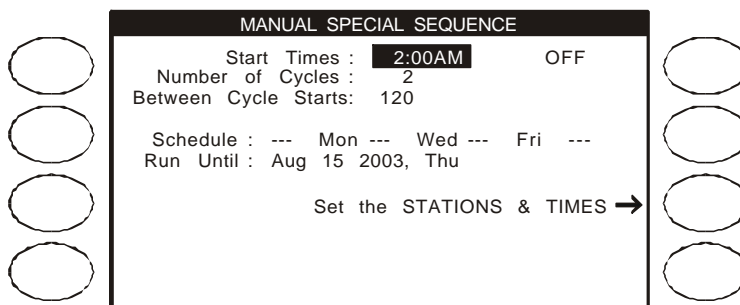 MANUAL SPECIAL SEQUENCE
Start Times : 2:00AM OFF
Number of Cycles : 2
Between Cycle Starts: 120
Schedule : --- Mon --- Wed --- Fri ---
Run Until : Aug 15 2003, Thu
Set the STATIONS & TIMES →